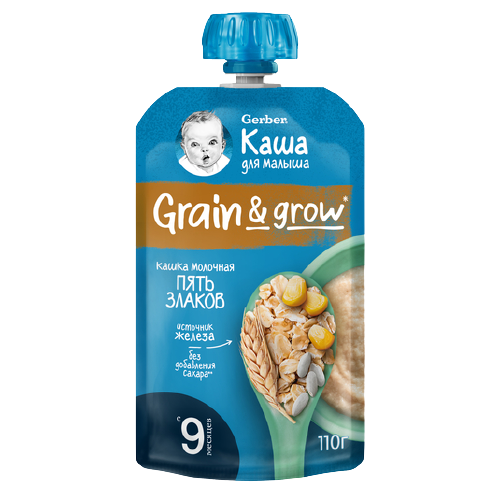 Gerber.
Каша
для малыша
Grain & grow*
кашка молочная
ПЯТЬ
ЗЛАКОВ
источник
железа
без
добавления
сахара**
с 9 месяцев
110г